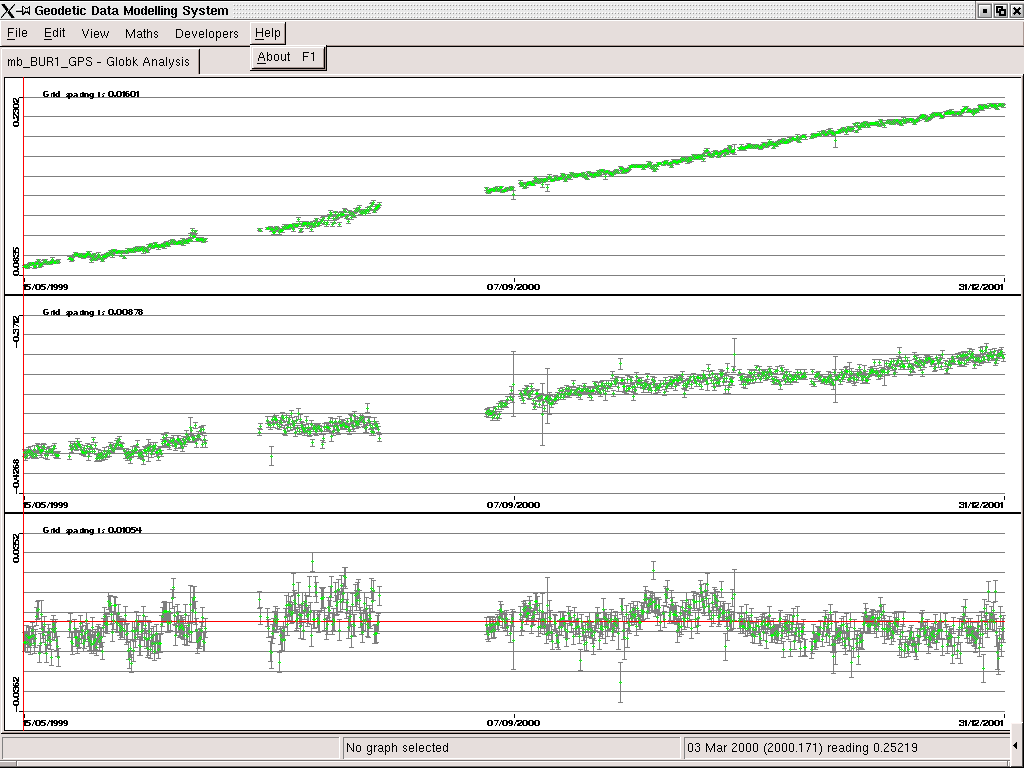 Geodetic Data Modelling System
File Edit View Maths Developers Help
About F1
mb_BUR1_GPS - Globk Analysis
Grid spacing is 0.01601
0.2302
0.0835
15/05/1999 07/09/2000 31/12/2001
Grid spacing is 0.00878
-0.3712
-0.4268
15/05/1999 07/09/2000 31/12/2001
Grid spacing is 0.01054
0.0352
-0.0362
15/05/1999 07/09/2000 31/12/2001
No graph selected
03 Mar 2000 (2000.171) reading 0.25219